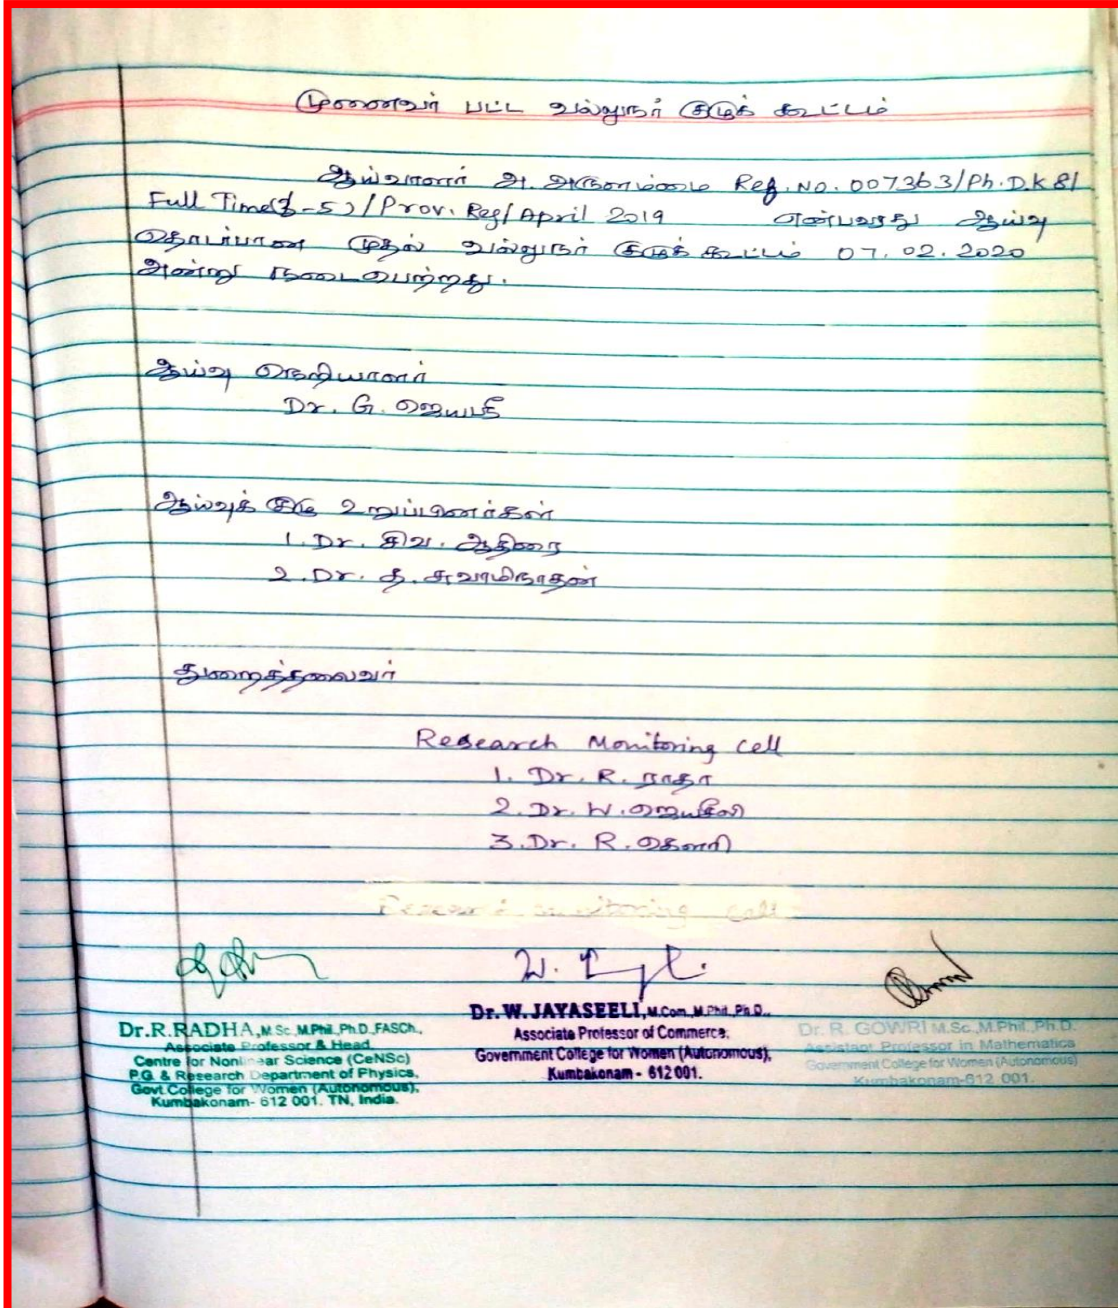 முனைவர் பட்ட வல்லுநர் குழுக் கூட்டம்
ஆய்வாளர் அ. அருளம்மை Ref. No. 007363/Ph.D.K8/
Full Time(த-5)/Prov. Reg/April 2019 என்பவரது ஆய்வு
தொடர்பான முதல் வல்லுநர் குழுக் கூட்டம் 07.02.2020
அன்று நடைபெற்றது.
ஆய்வு நெறியாளர்
Dr. G. ஜெயந்தி
ஆய்வுக் குழு உறுப்பினர்கள்
1. Dr. சிவ. ஆதிரை
2. Dr. த. சுவாமிநாதன்
துறைத்தலைவர்
Research Monitoring Cell
1. Dr. R. ராதா
2. Dr. W. ஜெயசீலி
3. Dr. R. கௌரி
Research monitoring Cell
Dr.R.RADHA, M.Sc.M.Phil.,Ph.D.,FASCh.,
Associate Professor & Head
Centre for Nonlinear Science (CeNSc)
P.G. & Research Department of Physics,
Govt.College for Women (Autonomous),
Kumbakonam- 612 001. TN, India.
Dr. W. JAYASEELI, M.Com.,M.Phil.,Ph.D.,
Associate Professor of Commerce,
Government College for Women (Autonomous),
Kumbakonam - 612 001.
Dr. R. GOWRI M.Sc.,M.Phil.,Ph.D.
Assistant Professor in Mathematics
Government College for Women (Autonomous)
Kumbakonam-612 001.